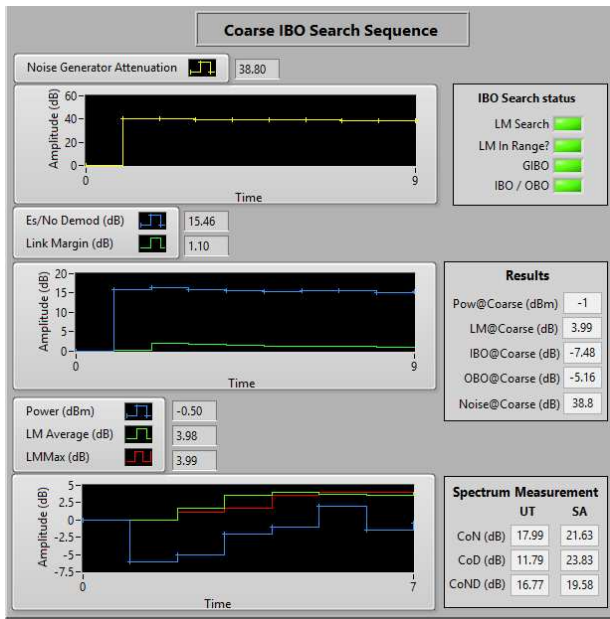 Coarse IBO Search Sequence
Noise Generator Attenuation 38.80
Amplitude (dB)
60
40
20
0
0 9
Time
IBO Search status
LM Search
LM In Range?
GIBO
IBO / OBO
Es/No Demod (dB) 15.46
Link Margin (dB) 1.10
Amplitude (dB)
20
15
10
5
0
0 9
Time
Results
Pow@Coarse (dBm) -1
LM@Coarse (dB) 3.99
IBO@Coarse (dB) -7.48
OBO@Coarse (dB) -5.16
Noise@Coarse (dB) 38.8
Power (dBm) -0.50
LM Average (dB) 3.98
LMMax (dB) 3.99
Amplitude (dB)
5
2.5
0
-2.5
-5
-7.5
0 7
Time
Spectrum Measurement
UT SA
CoN (dB) 17.99 21.63
CoD (dB) 11.79 23.83
CoND (dB) 16.77 19.58